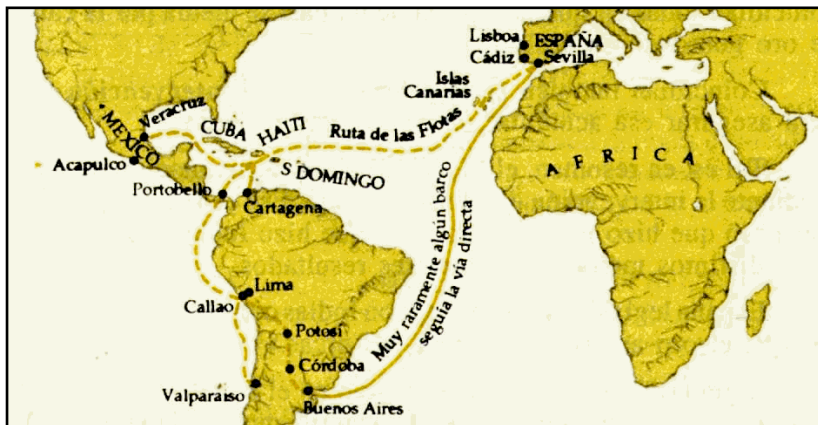 Lisboa
ESPAÑA
Cádiz
Sevilla
Islas
Canarias
MEXICO
Veracruz
CUBA
HAITI
Ruta de las Flotas
AFRICA
Acapulco
S DOMINGO
Portobello
Cartagena
Muy raramente algún barco
seguía la vía directa
Lima
Callao
Potosí
Córdoba
Valparaiso
Buenos Aires